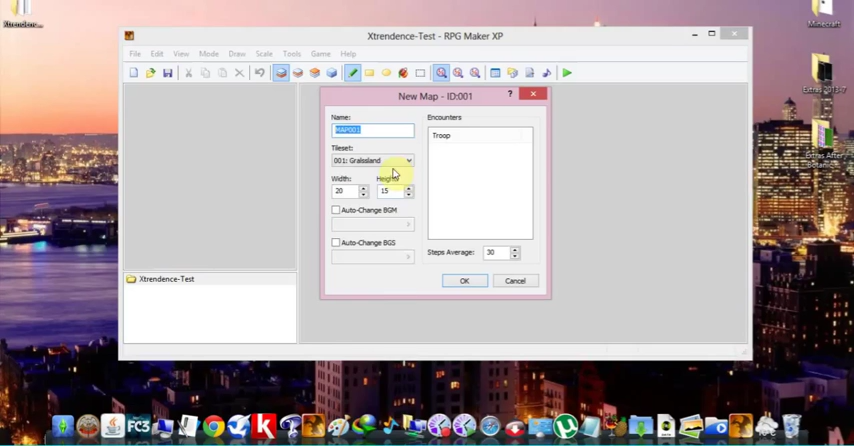 Xtrendenc...
Minecraft
Extras 2013-7
Extras After
Xtrendence-Test - RPG Maker XP
File Edit View Mode Draw Scale Tools Game Help
New Map - ID:001
Name:
MAP001
Tileset:
001: Grassland
Width: Height:
20 15
Auto-Change BGM
Auto-Change BGS
Encounters
Troop
Steps Average: 30
OK Cancel
Xtrendence-Test
FC3